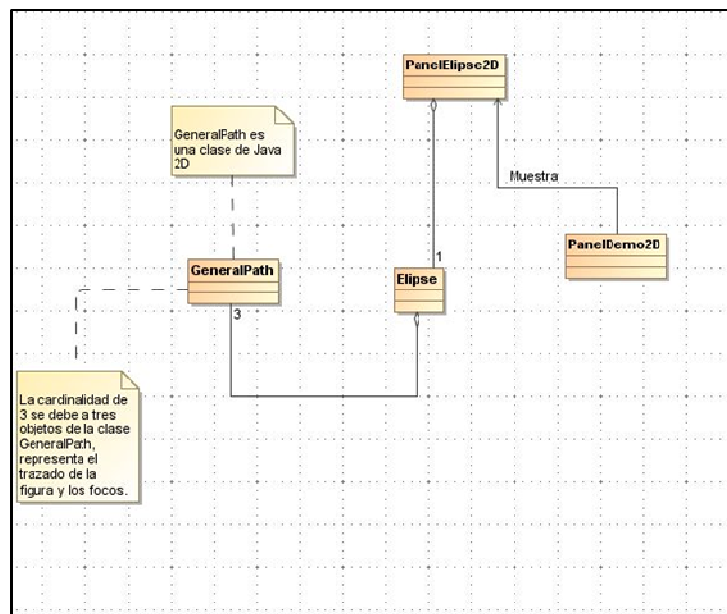 PanelElipse2D
GeneralPath es
una clase de Java
2D
Muestra
PanelDemo2D
GeneralPath
1
Elipse
3
La cardinalidad de
3 se debe a tres
objetos de la clase
GeneralPath,
representa el
trazado de la
figura y los focos.